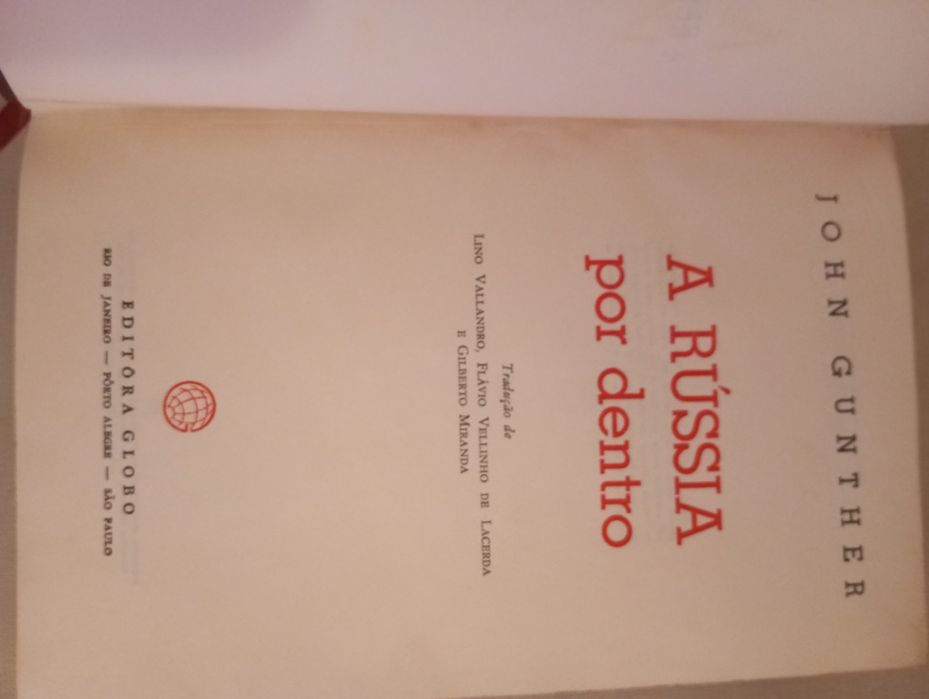 JOHN GUNTHER
A RÚSSIA
por dentro
Tradução de
LINO VALLANDRO, FLÁVIO VELLINHO DE LACERDA
E GILBERTO MIRANDA
EDITÔRA GLOBO
RIO DE JANEIRO — PÔRTO ALEGRE — SÃO PAULO